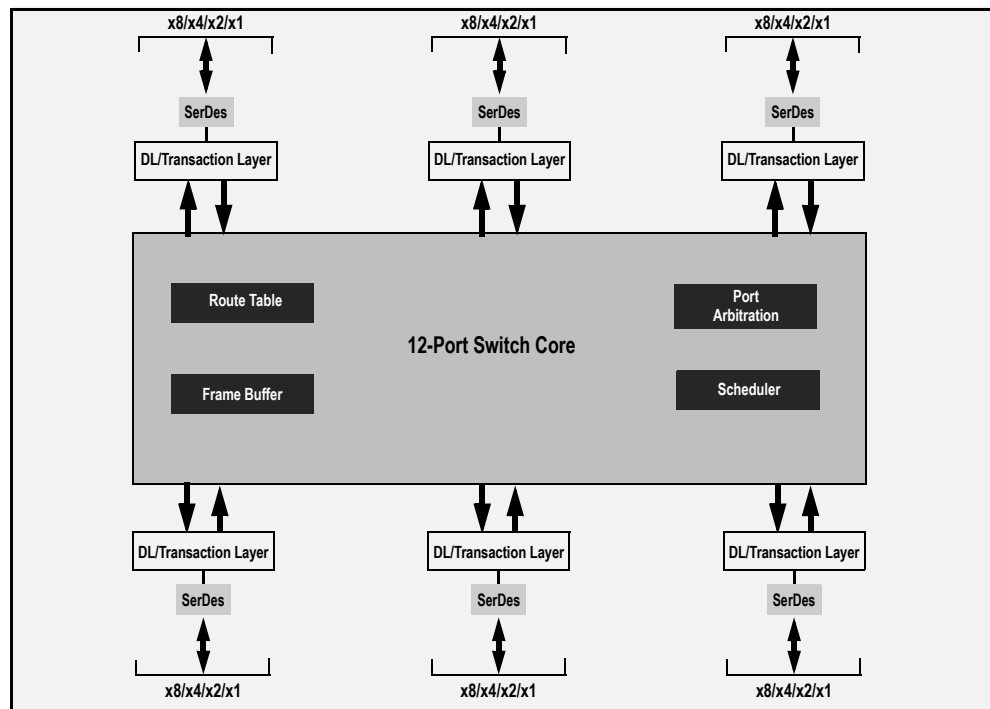 x8/x4/x2/x1 x8/x4/x2/x1 x8/x4/x2/x1
SerDes SerDes SerDes
DL/Transaction Layer DL/Transaction Layer DL/Transaction Layer
Route Table
Port
Arbitration
12-Port Switch Core
Frame Buffer
Scheduler
DL/Transaction Layer DL/Transaction Layer DL/Transaction Layer
SerDes SerDes SerDes
x8/x4/x2/x1 x8/x4/x2/x1 x8/x4/x2/x1